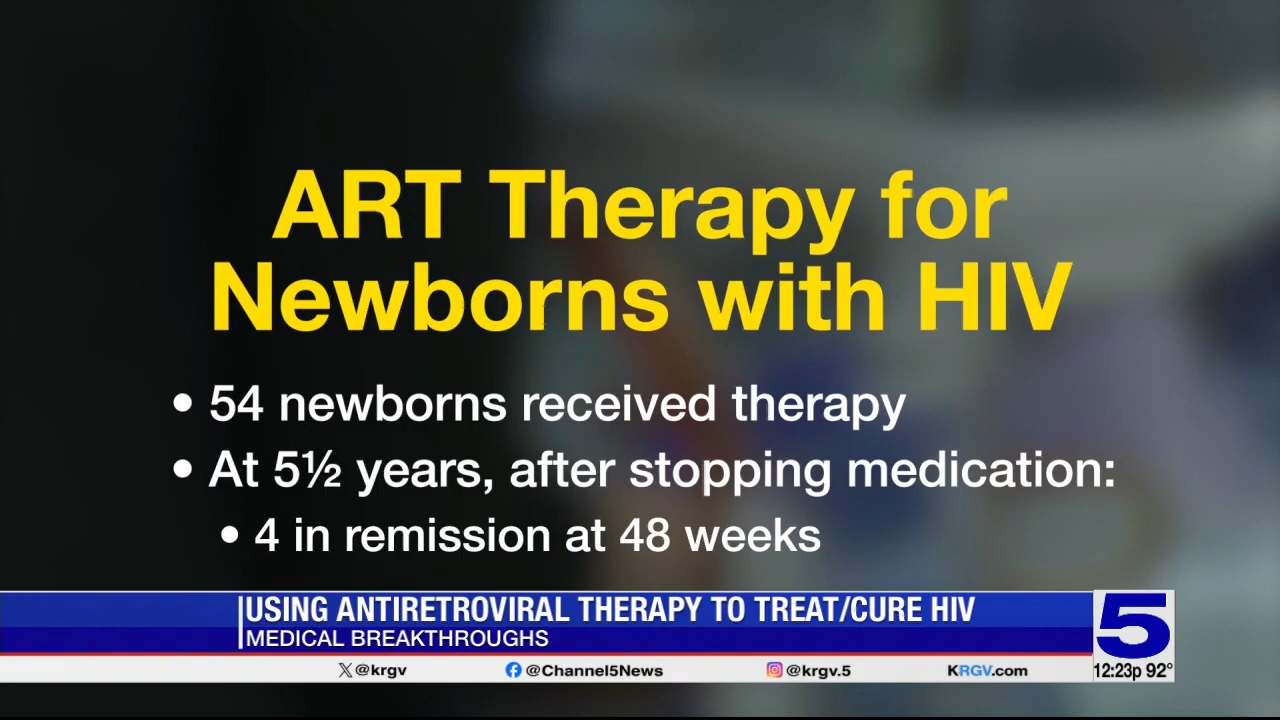 ART Therapy for
Newborns with HIV
• 54 newborns received therapy
• At 5½ years, after stopping medication:
• 4 in remission at 48 weeks
USING ANTIRETROVIRAL THERAPY TO TREAT/CURE HIV
MEDICAL BREAKTHROUGHS
5
X @krgv @Channel5News @krgv.5 KRGV.com 12:23p 92°